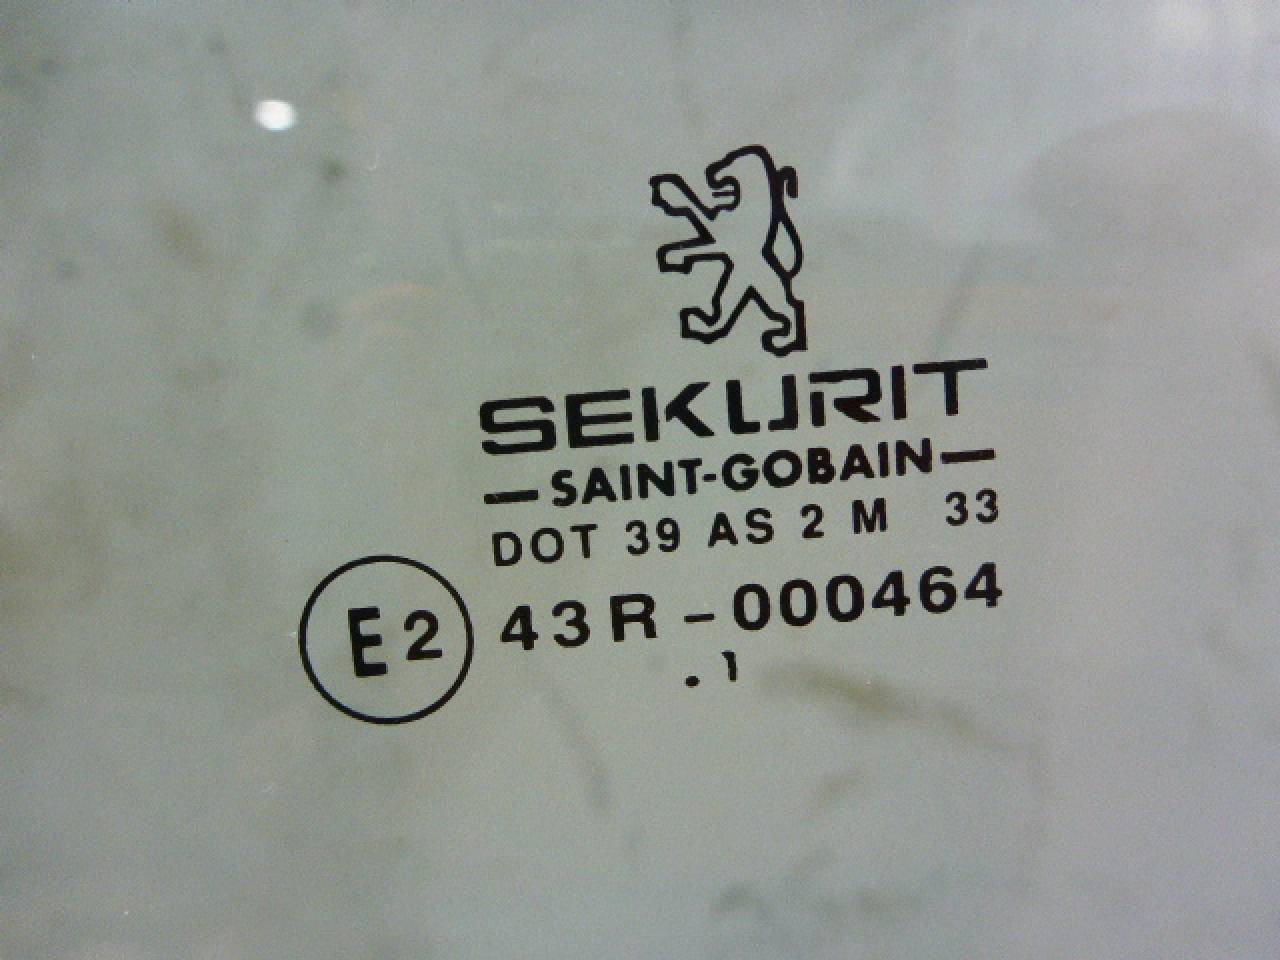 SEKURIT
—SAINT-GOBAIN—
DOT 39 AS 2 M 33
E2 43R-000464
.1